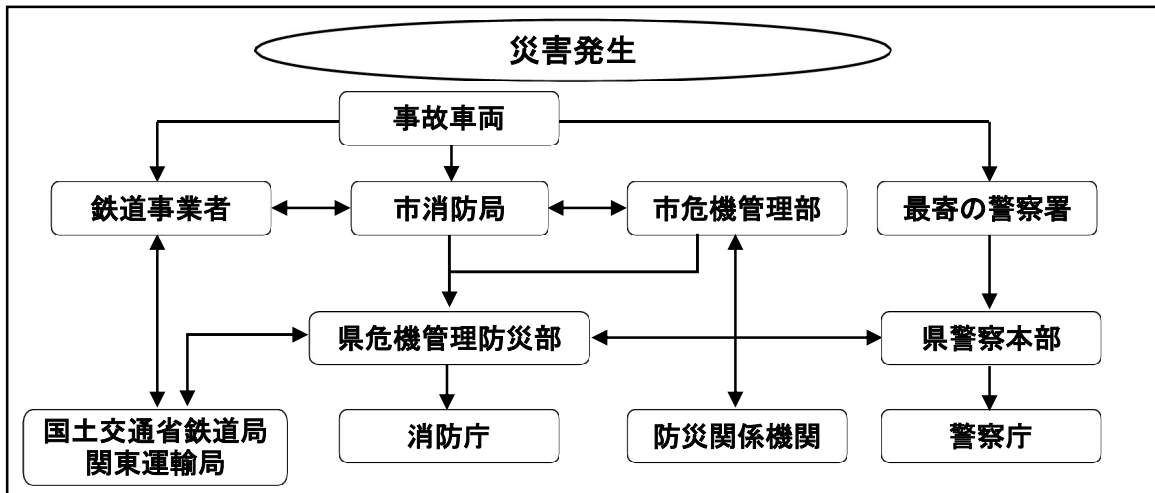 災害発生
事故車両
鉄道事業者
市消防局
市危機管理部
最寄の警察署
県危機管理防災部
県警察本部
国土交通省鉄道局
関東運輸局
消防庁
防災関係機関
警察庁